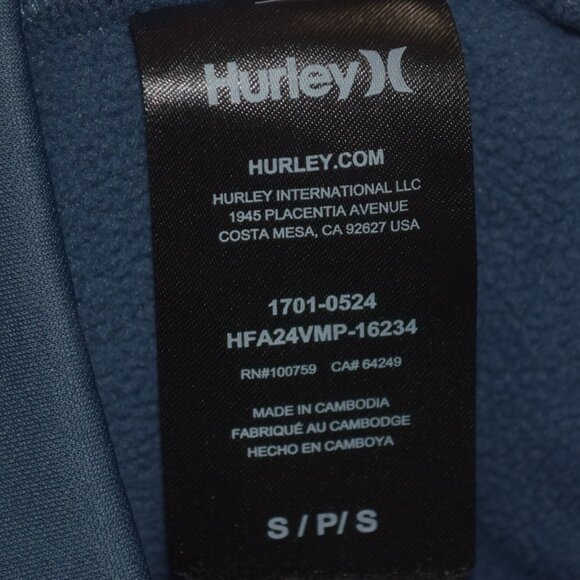 Hurley
HURLEY.COM
HURLEY INTERNATIONAL LLC
1945 PLACENTIA AVENUE
COSTA MESA, CA 92627 USA
1701-0524
HFA24VMP-16234
RN#100759 CA# 64249
MADE IN CAMBODIA
FABRIQUÉ AU CAMBODGE
HECHO EN CAMBOYA
S / P/ S